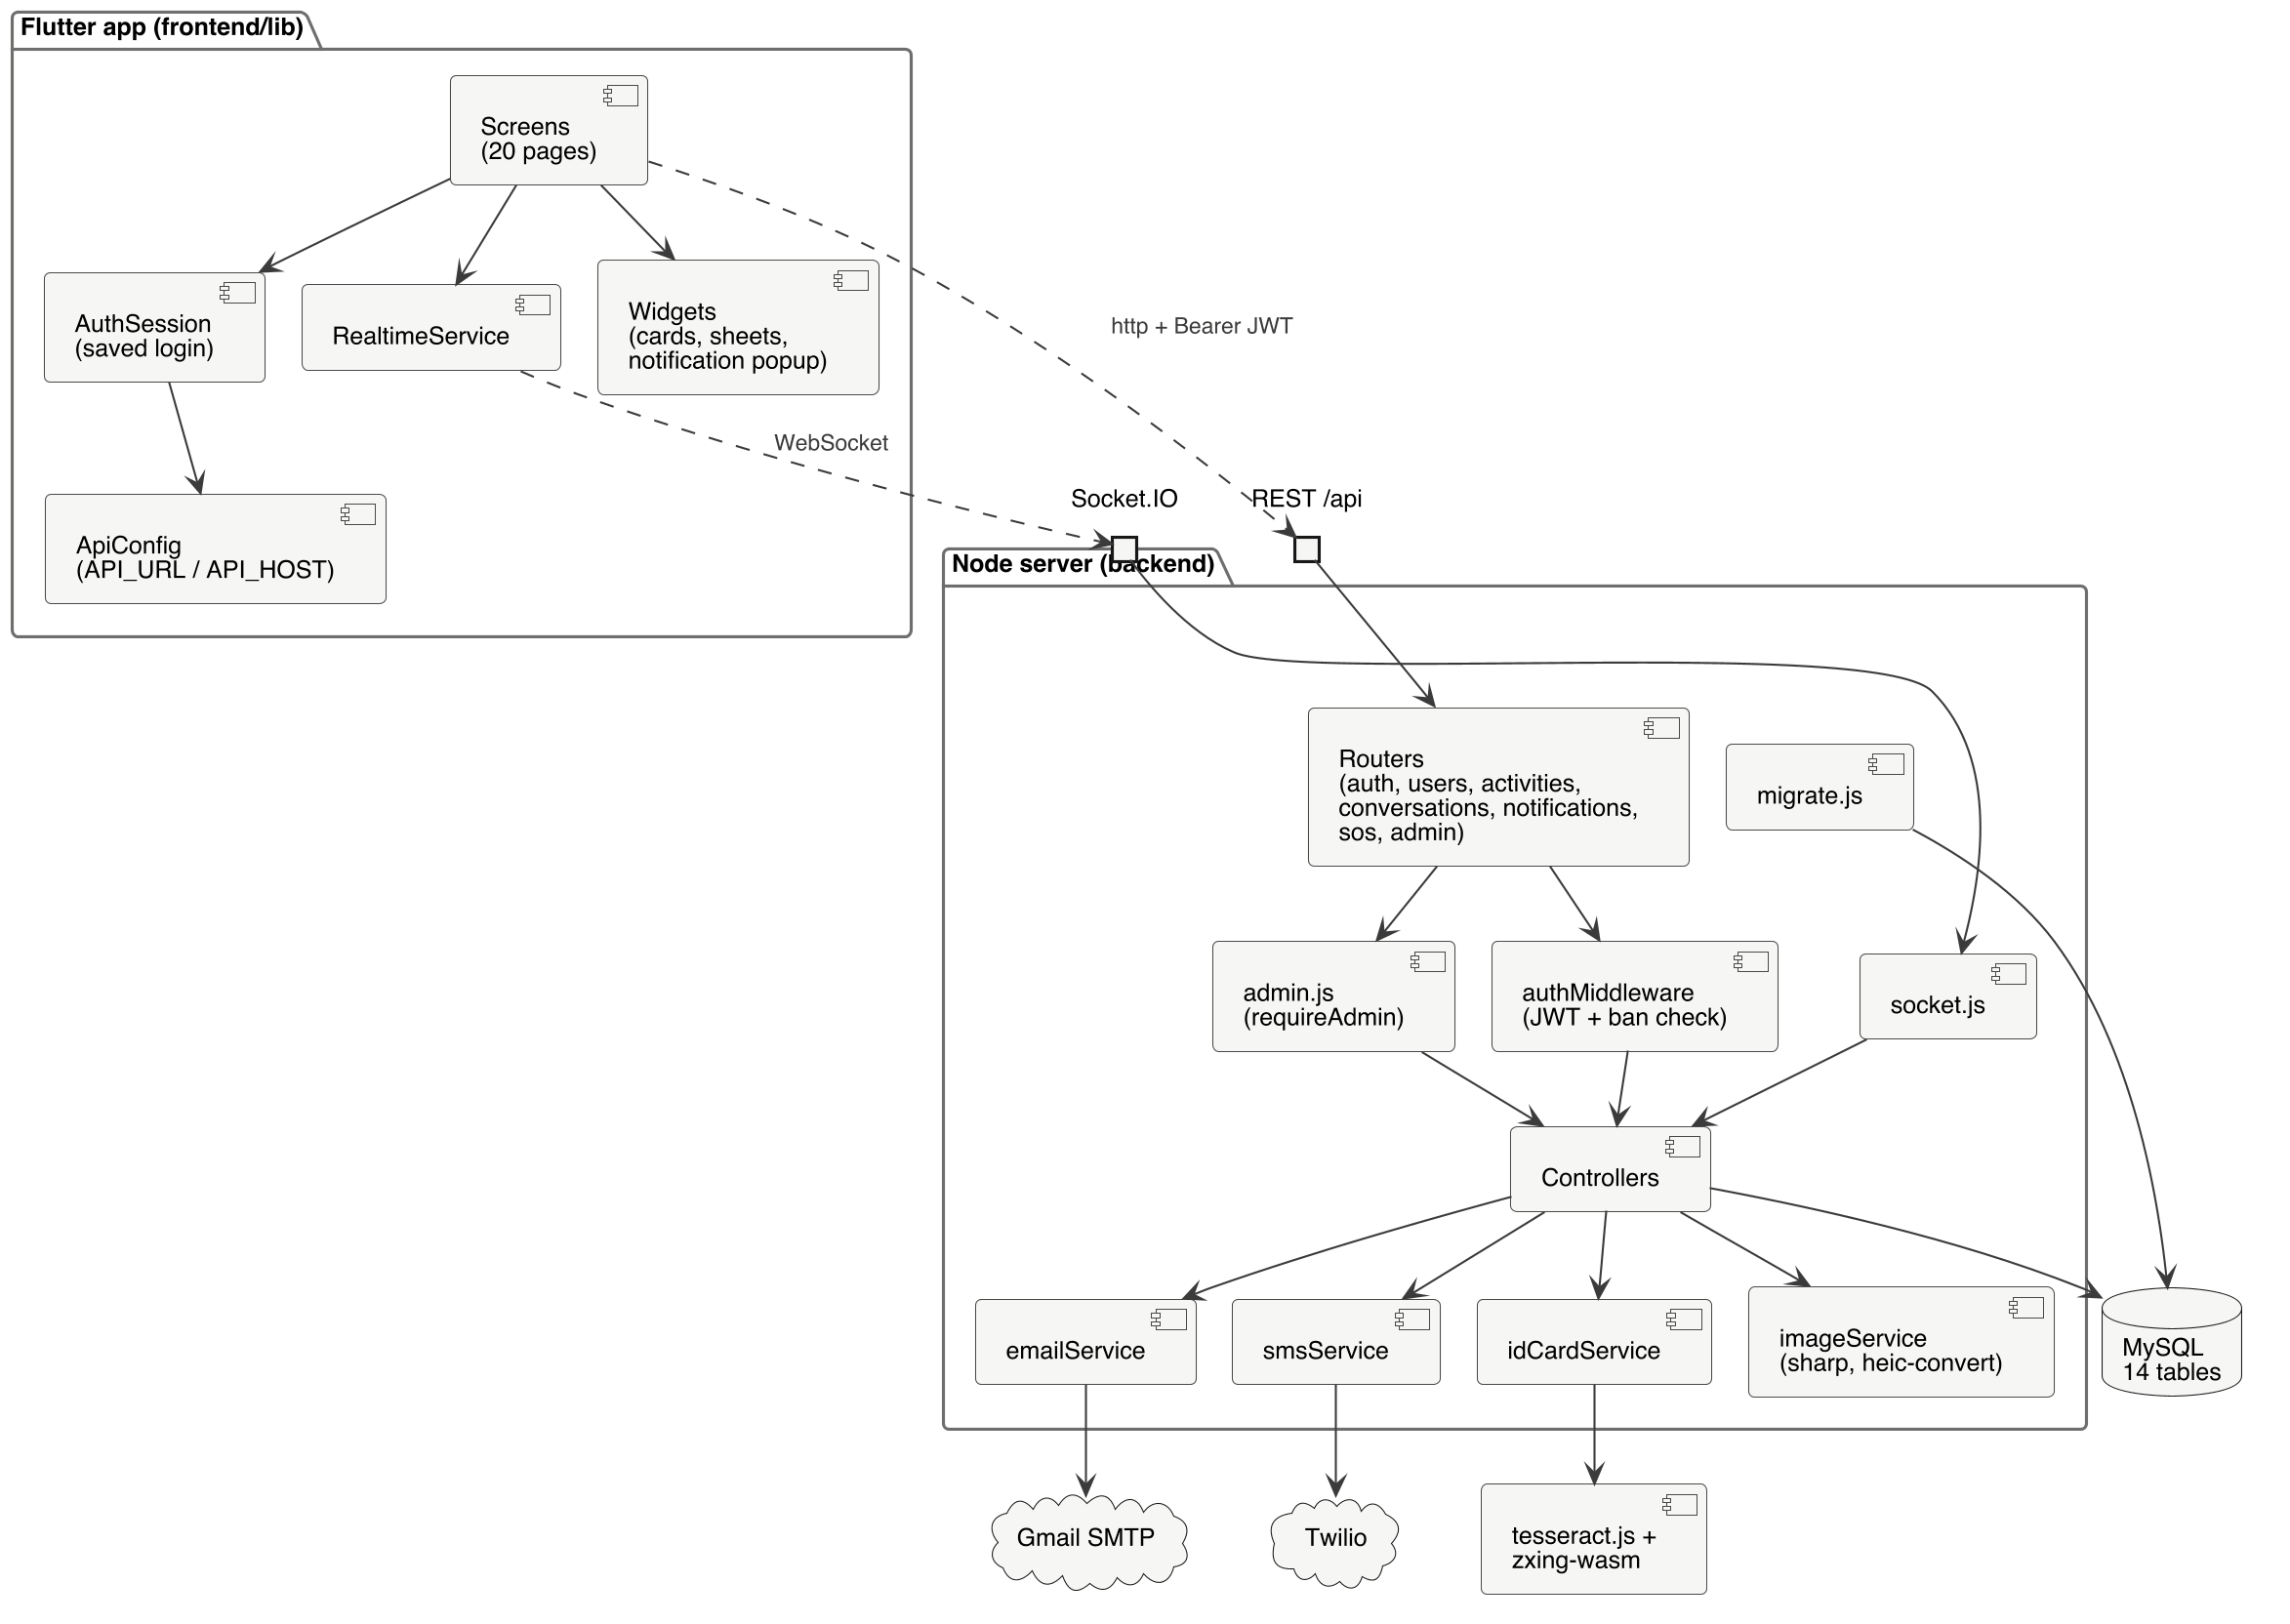 Flutter app (frontend/lib)
Screens
(20 pages)
AuthSession
(saved login)
RealtimeService
Widgets
(cards, sheets,
notification popup)
http + Bearer JWT
WebSocket
ApiConfig
(API_URL / API_HOST)
Socket.IO
REST /api
Node server (backend)
Routers
(auth, users, activities,
conversations, notifications,
sos, admin)
migrate.js
admin.js
(requireAdmin)
authMiddleware
(JWT + ban check)
socket.js
Controllers
emailService
smsService
idCardService
imageService
(sharp, heic-convert)
MySQL
14 tables
Gmail SMTP
Twilio
tesseract.js +
zxing-wasm